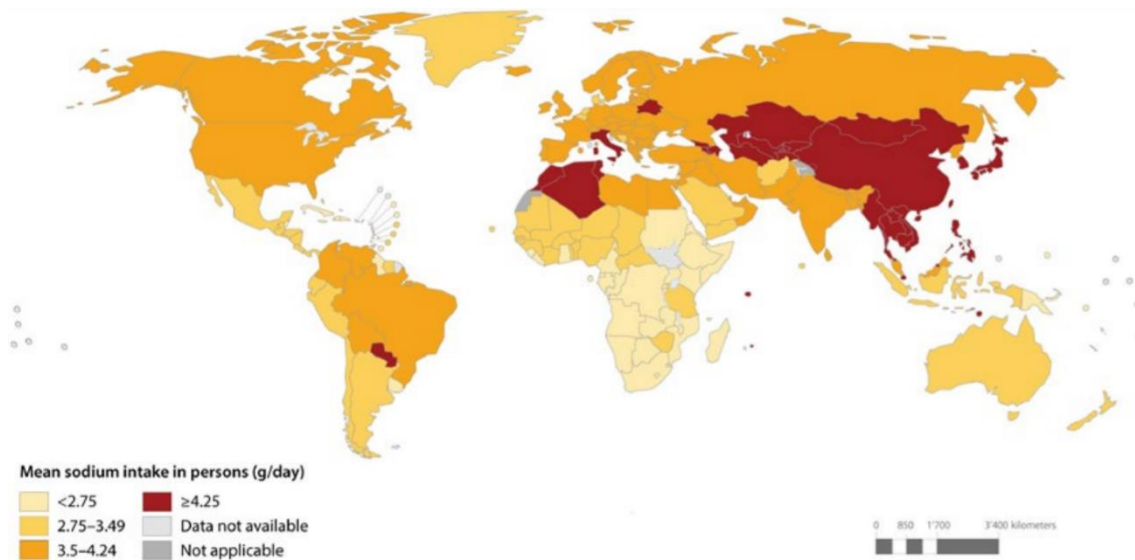 Mean sodium intake in persons (g/day)
<2.75
2.75–3.49
3.5–4.24
≥4.25
Data not available
Not applicable
0 850 1'700 3'400 kilometers